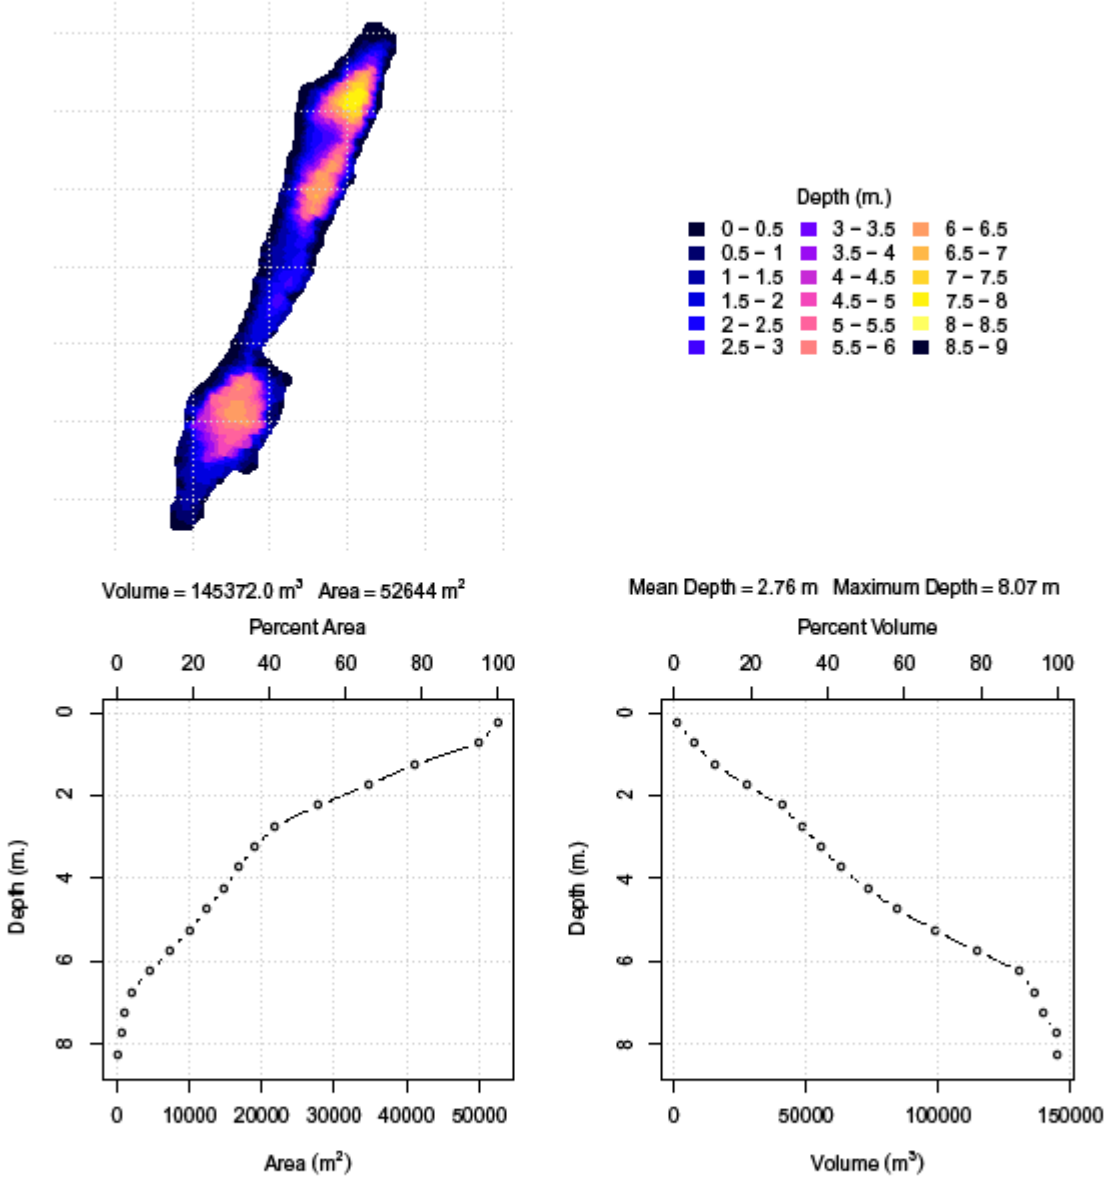 Depth (m.)
0 – 0.5 3 – 3.5 6 – 6.5
0.5 – 1 3.5 – 4 6.5 – 7
1 – 1.5 4 – 4.5 7 – 7.5
1.5 – 2 4.5 – 5 7.5 – 8
2 – 2.5 5 – 5.5 8 – 8.5
2.5 – 3 5.5 – 6 8.5 – 9
Volume = 145372.0 m³ Area = 52644 m²
Percent Area
0 20 40 60 80 100
Depth (m.)
0
2
4
6
8
0 10000 20000 30000 40000 50000
Area (m²)
Mean Depth = 2.76 m Maximum Depth = 8.07 m
Percent Volume
0 20 40 60 80 100
Depth (m.)
0
2
4
6
8
0 50000 100000 150000
Volume (m³)